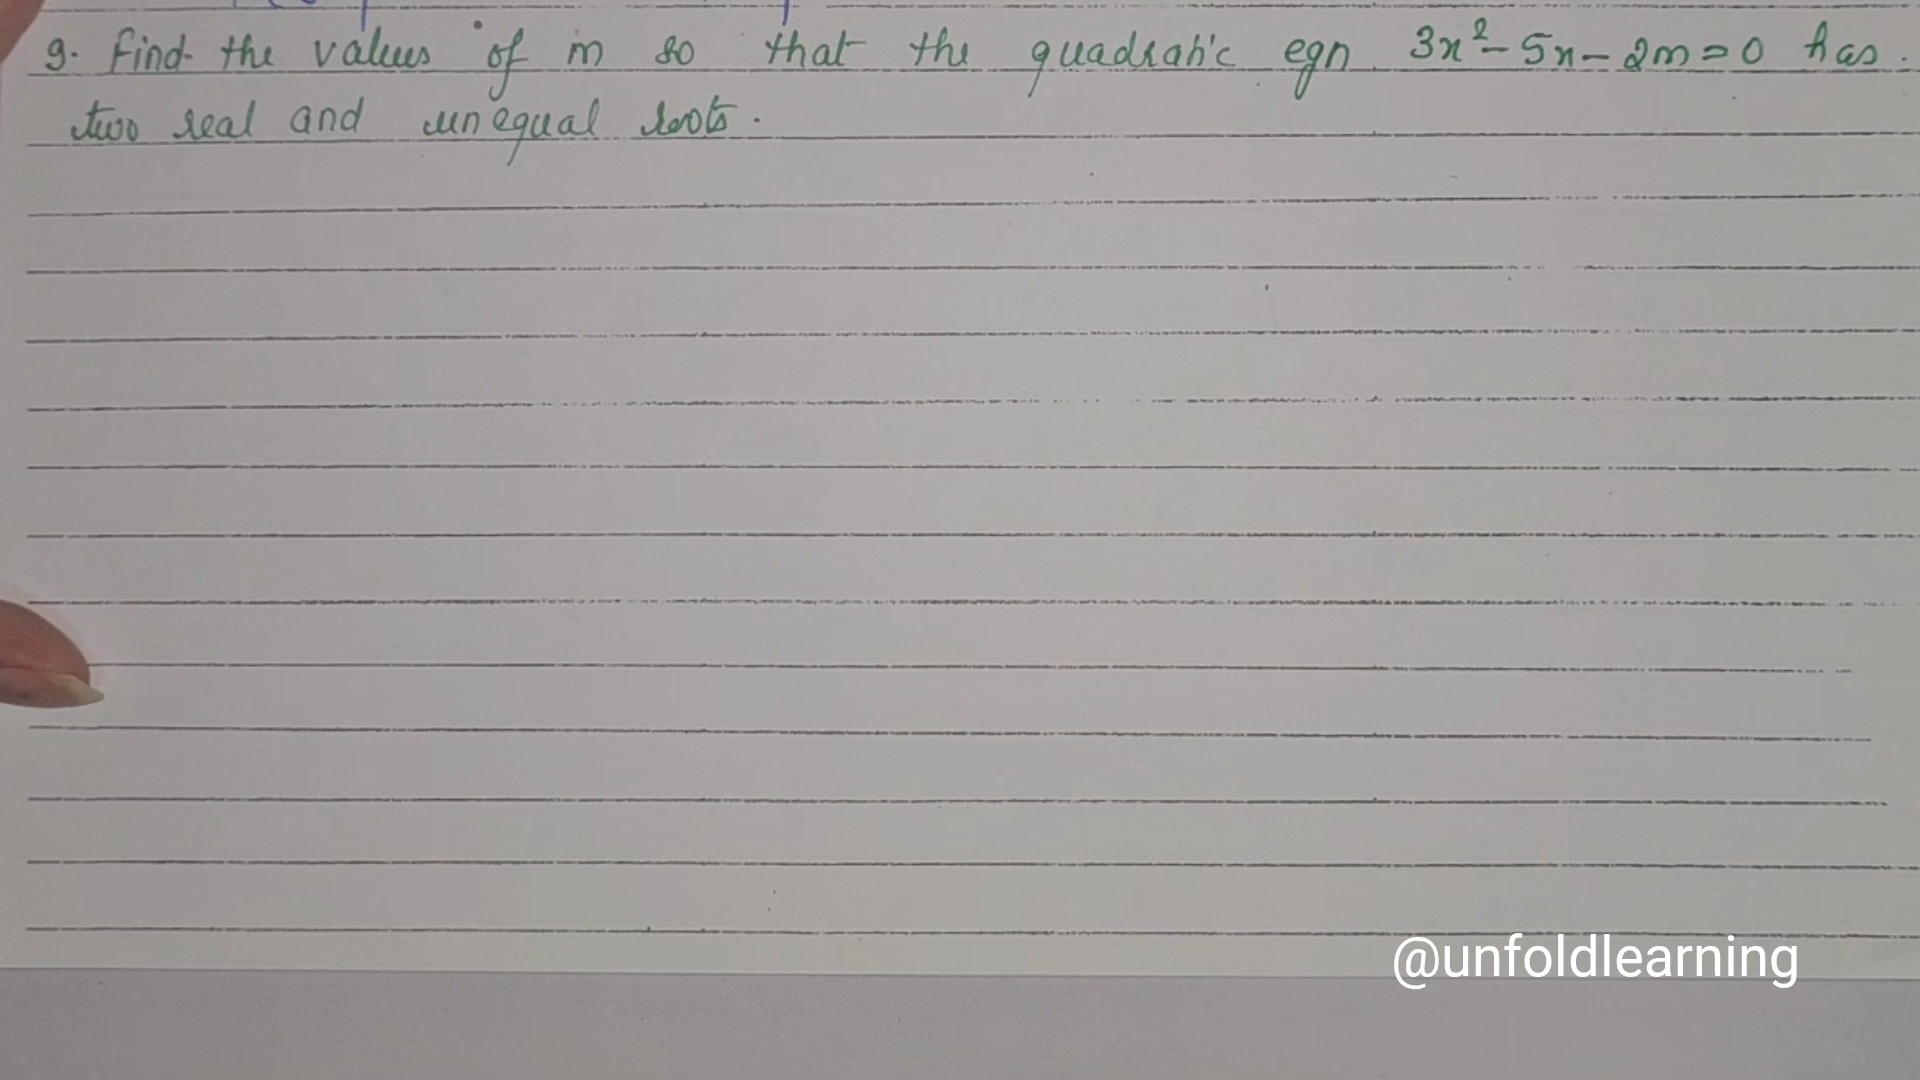 9. Find the values of m so that the quadratic eqn 3x²-5x-2m=0 has
two real and unequal roots.
@unfoldlearning